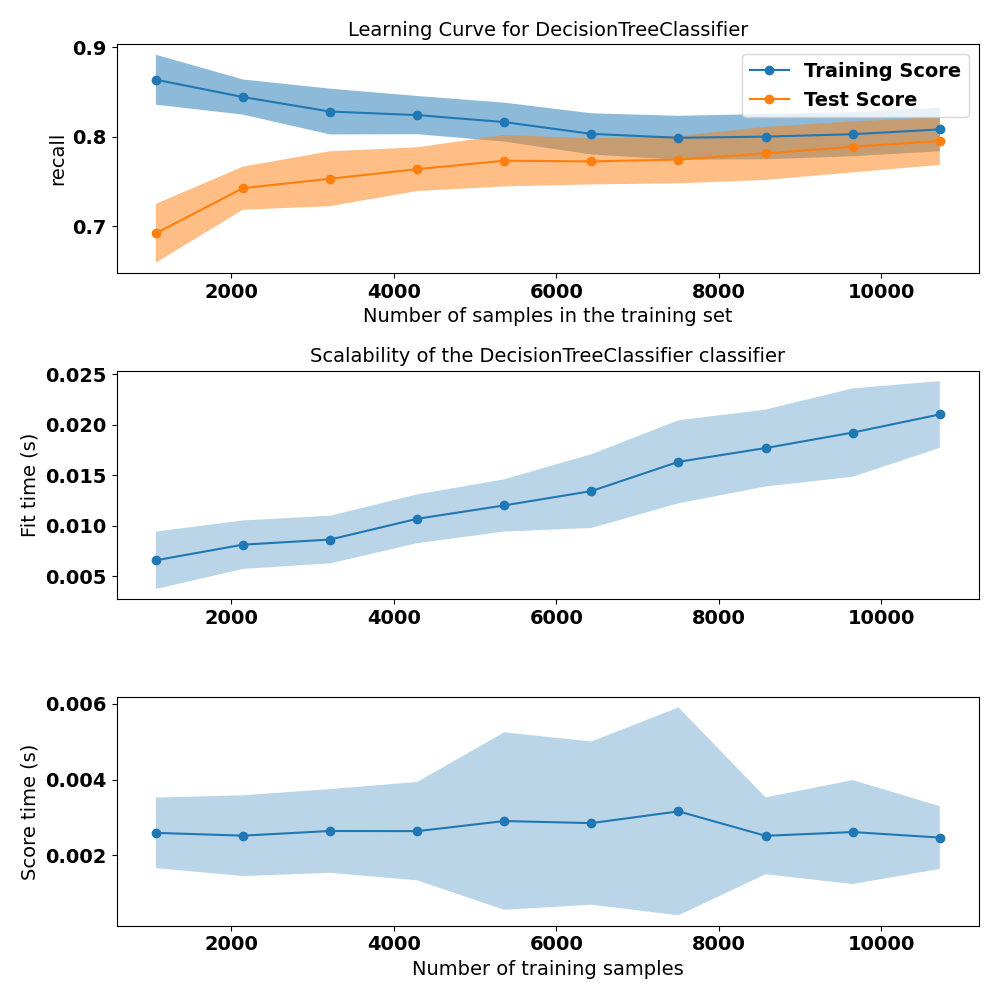 Learning Curve for DecisionTreeClassifier
0.9
0.8
0.7
recall
Training Score
Test Score
2000 4000 6000 8000 10000
Number of samples in the training set
Scalability of the DecisionTreeClassifier classifier
0.025
0.020
0.015
0.010
0.005
Fit time (s)
2000 4000 6000 8000 10000
0.006
0.004
0.002
Score time (s)
2000 4000 6000 8000 10000
Number of training samples